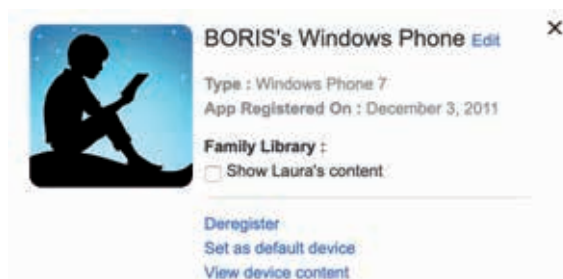 BORIS's Windows Phone Edit
Type : Windows Phone 7
App Registered On : December 3, 2011
Family Library :
Show Laura's content
Deregister
Set as default device
View device content